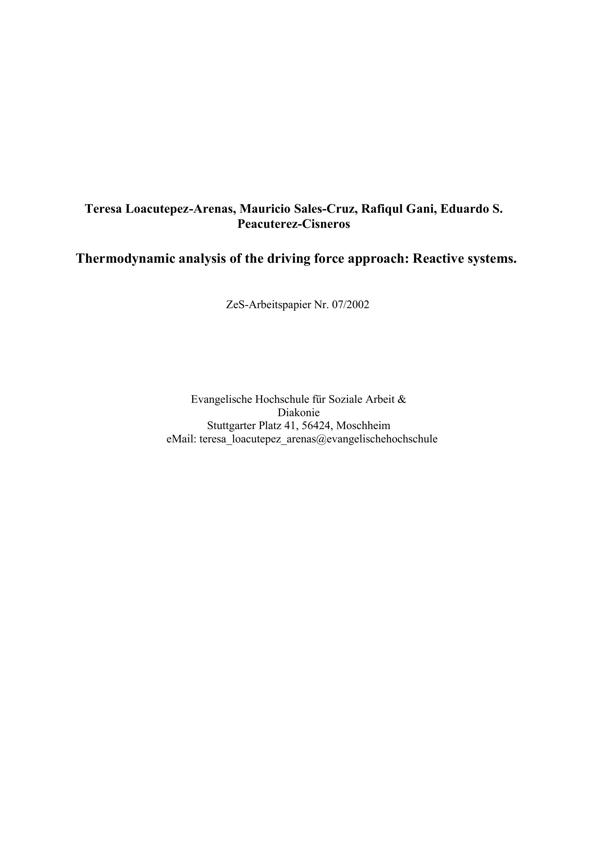 Teresa Loacutepez-Arenas, Mauricio Sales-Cruz, Rafiqul Gani, Eduardo S.
Peacuterez-Cisneros
Thermodynamic analysis of the driving force approach: Reactive systems.
ZeS-Arbeitspapier Nr. 07/2002
Evangelische Hochschule für Soziale Arbeit &
Diakonie
Stuttgarter Platz 41, 56424, Moschheim
eMail: teresa_loacutepez_arenas@evangelischehochschule